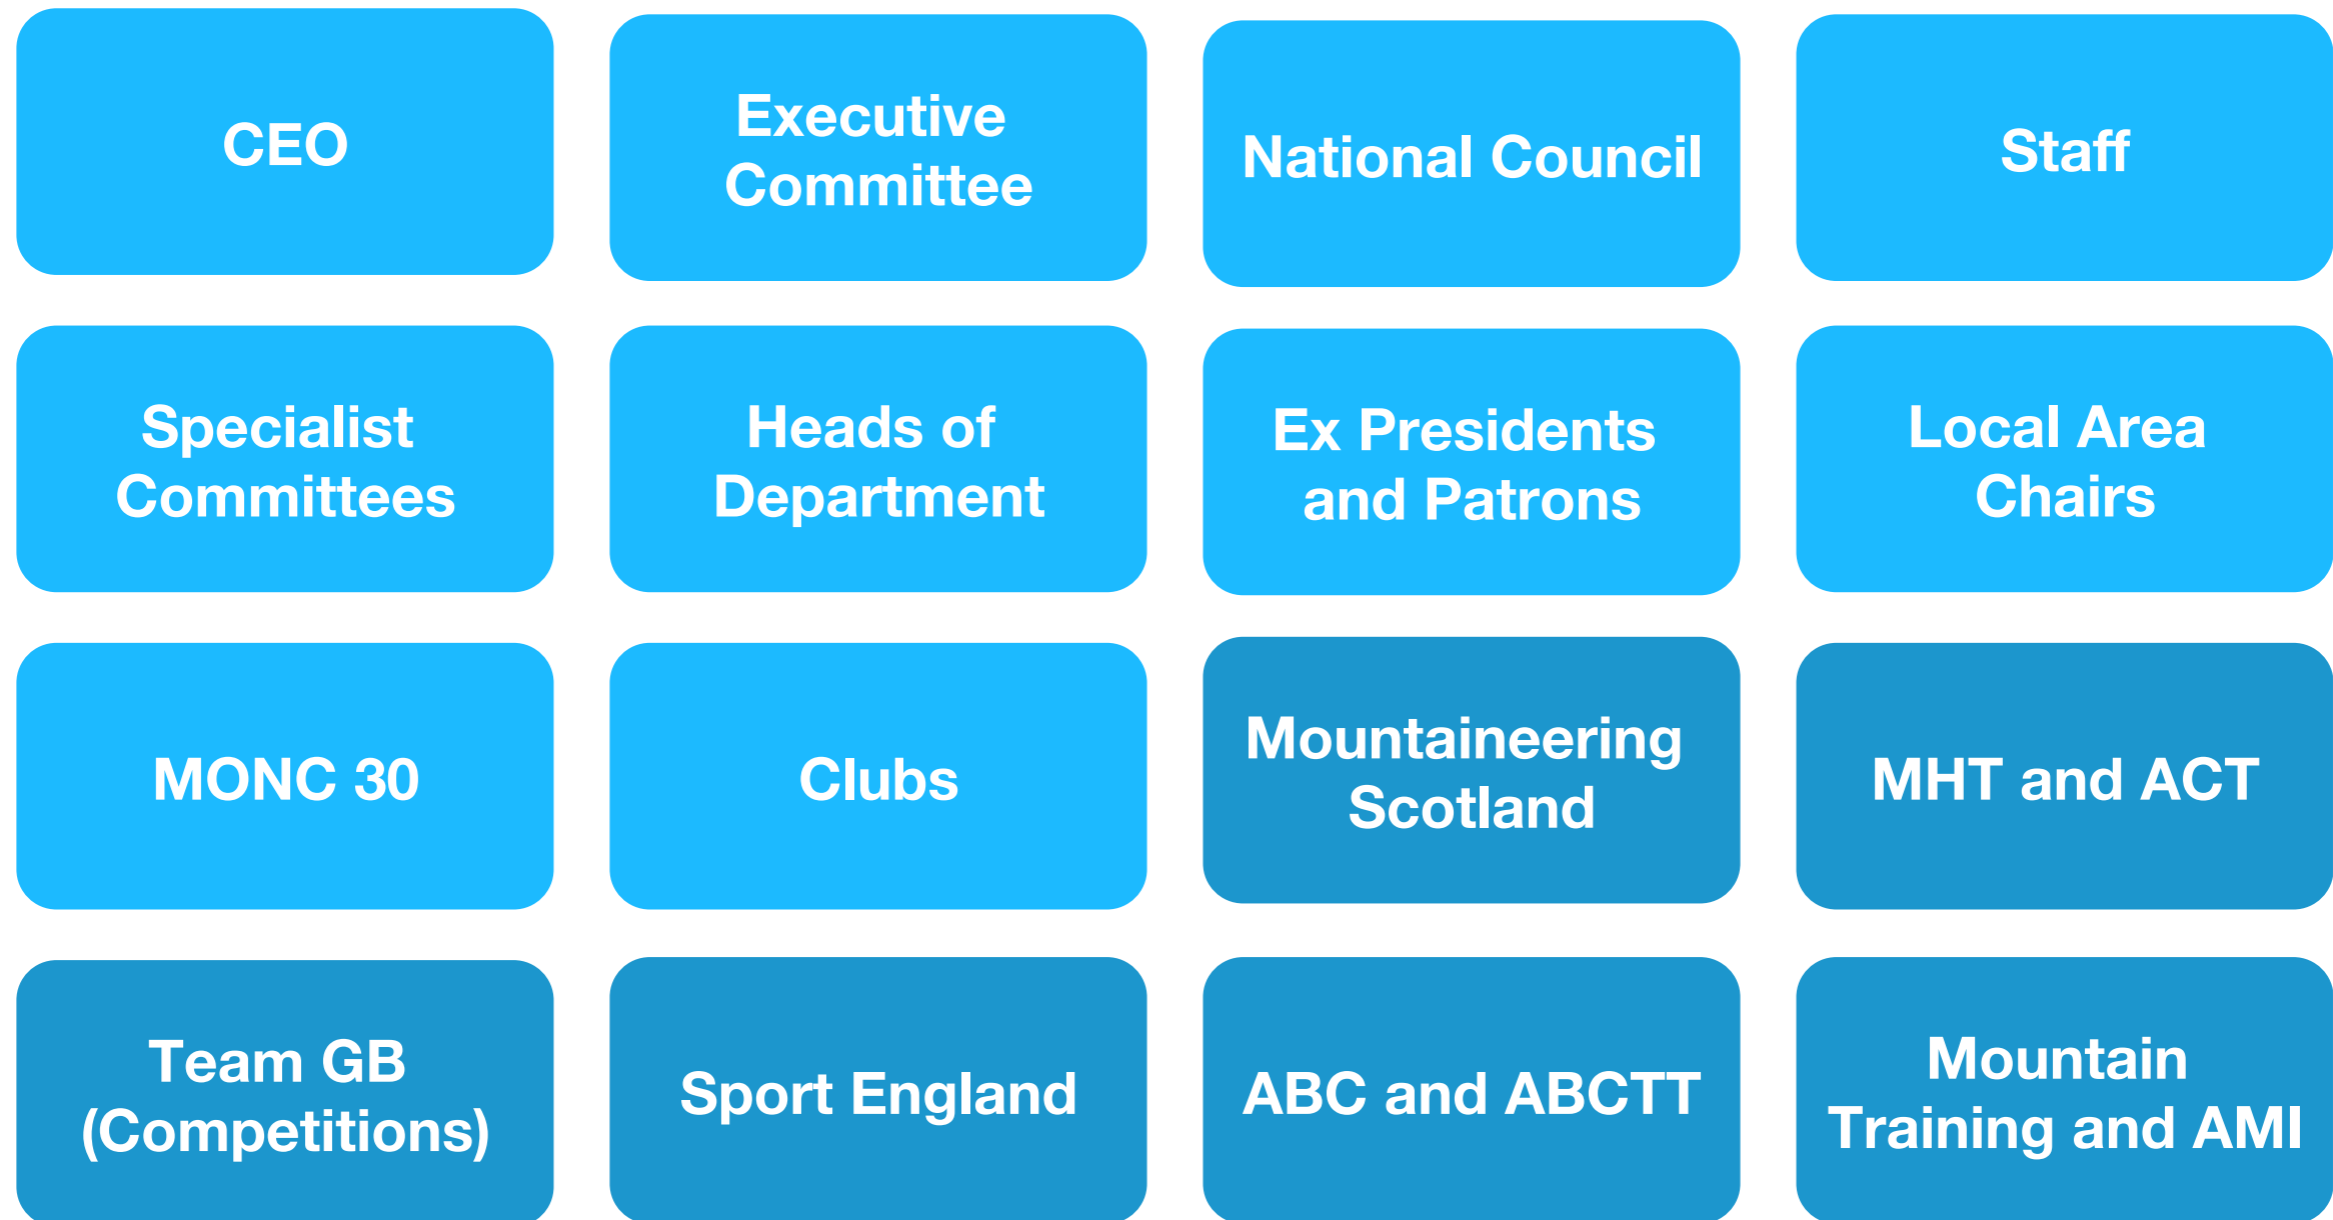 CEO
Executive
Committee
National Council
Staff
Specialist
Committees
Heads of
Department
Ex Presidents
and Patrons
Local Area
Chairs
MONC 30
Clubs
Mountaineering
Scotland
MHT and ACT
Team GB
(Competitions)
Sport England
ABC and ABCTT
Mountain
Training and AMI